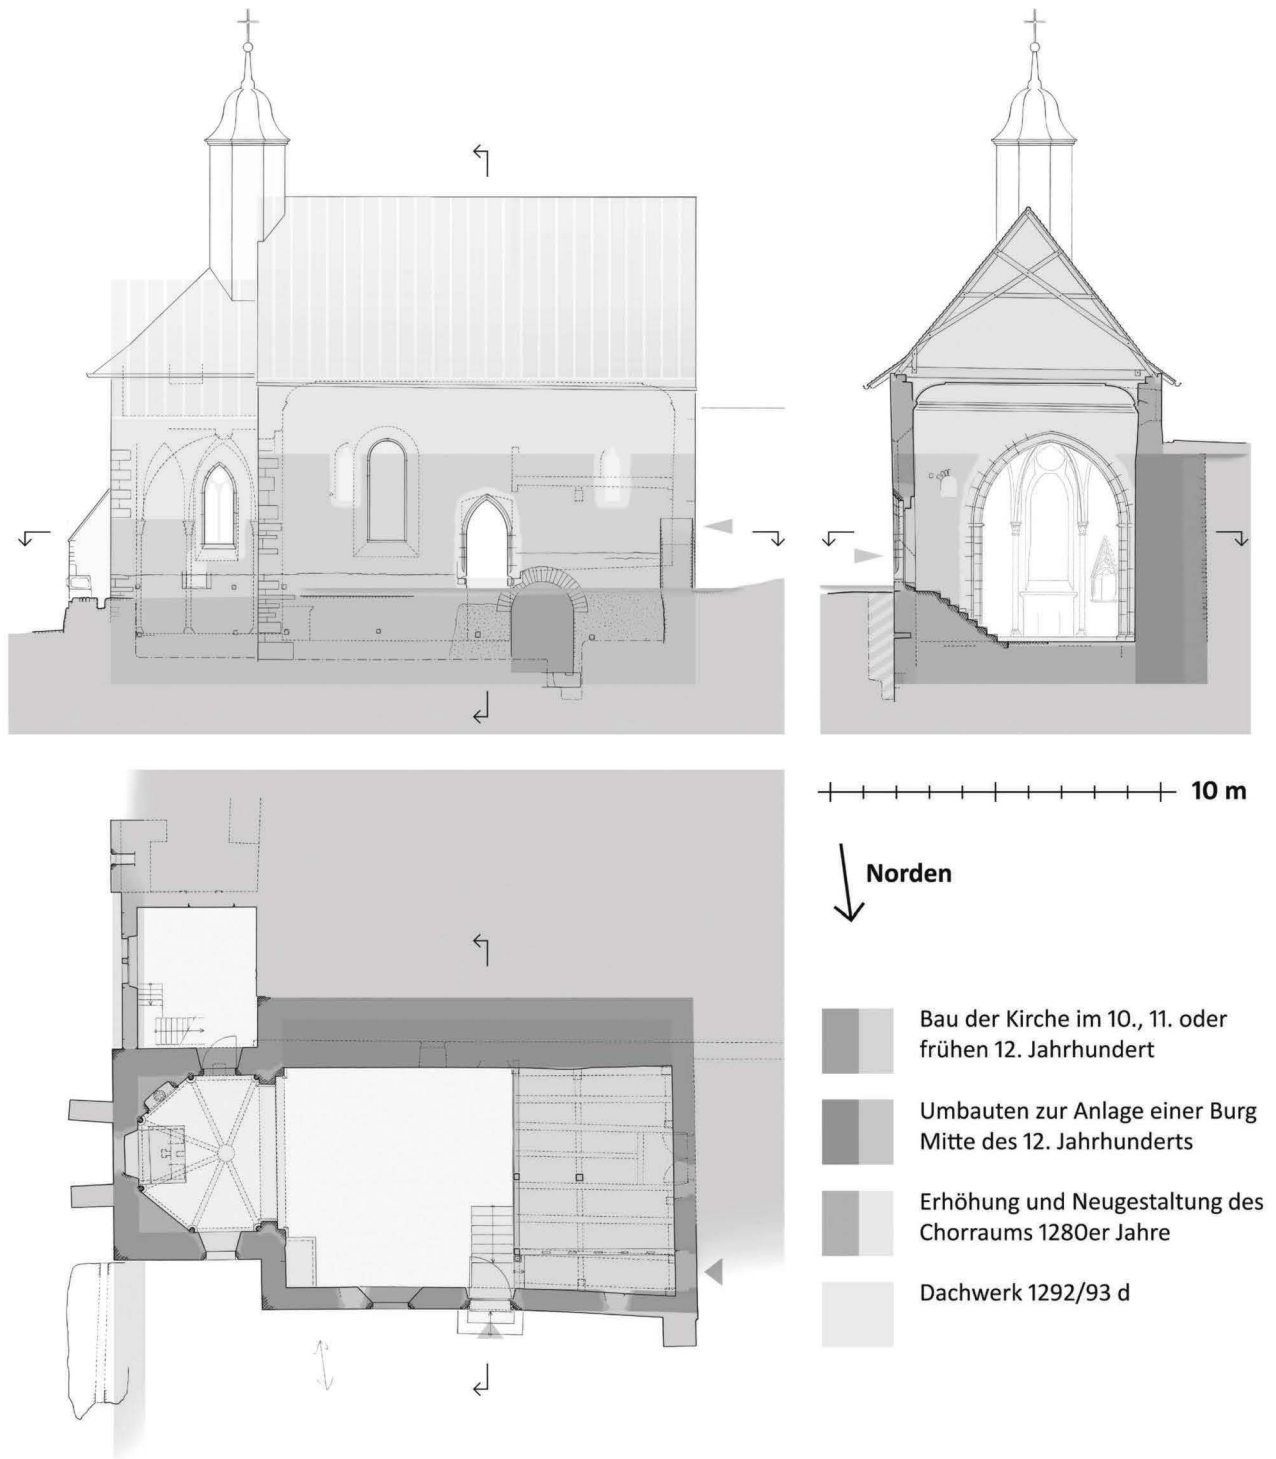 10 m
Norden
Bau der Kirche im 10., 11. oder
frühen 12. Jahrhundert
Umbauten zur Anlage einer Burg
Mitte des 12. Jahrhunderts
Erhöhung und Neugestaltung des
Chorraums 1280er Jahre
Dachwerk 1292/93 d